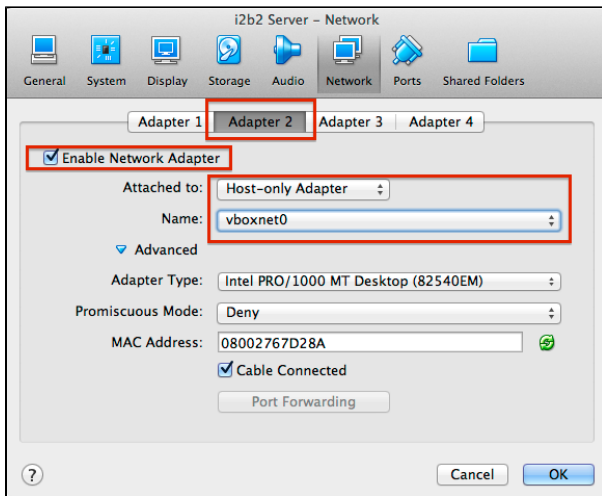 i2b2 Server – Network
General System Display Storage Audio Network Ports Shared Folders
Adapter 1 Adapter 2 Adapter 3 Adapter 4
Enable Network Adapter
Attached to: Host-only Adapter
Name: vboxnet0
Advanced
Adapter Type: Intel PRO/1000 MT Desktop (82540EM)
Promiscuous Mode: Deny
MAC Address: 08002767D28A
Cable Connected
Port Forwarding
? Cancel OK